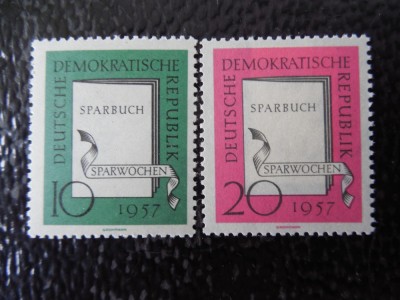 DEUTSCHE
DEMOKRATISCHE
REPUBLIK
SPARBUCH
SPARWOCHEN
10
1957
DEUTSCHE
DEMOKRATISCHE
REPUBLIK
SPARBUCH
SPARWOCHEN
20
1957